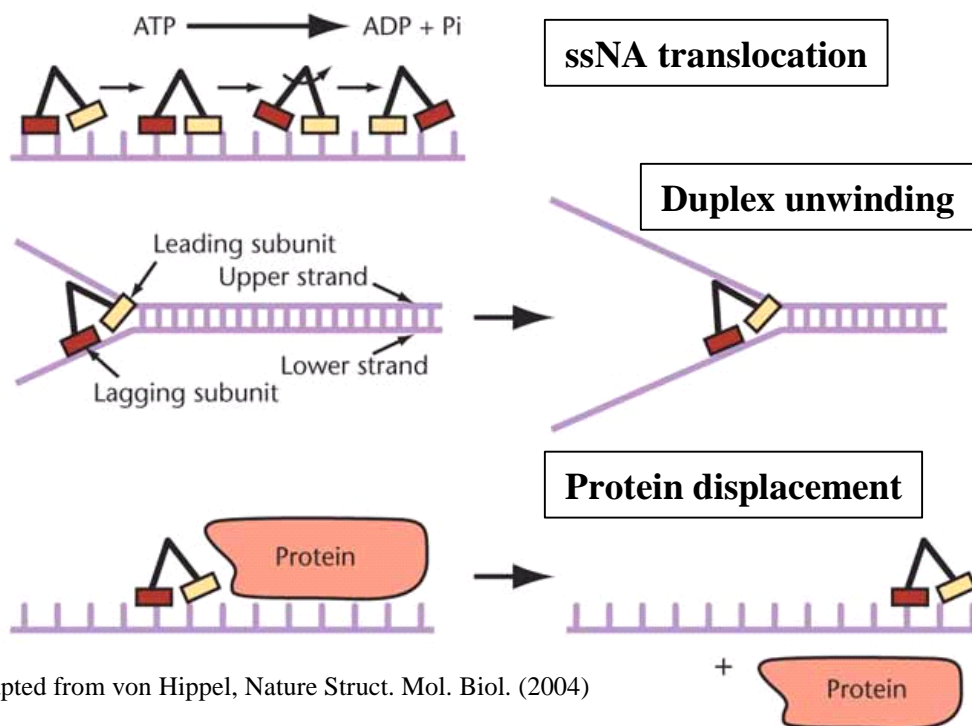 ATP ADP + Pi
ssNA translocation
Duplex unwinding
Leading subunit
Upper strand
Lower strand
Lagging subunit
Protein displacement
Protein
pted from von Hippel, Nature Struct. Mol. Biol. (2004)
+
Protein